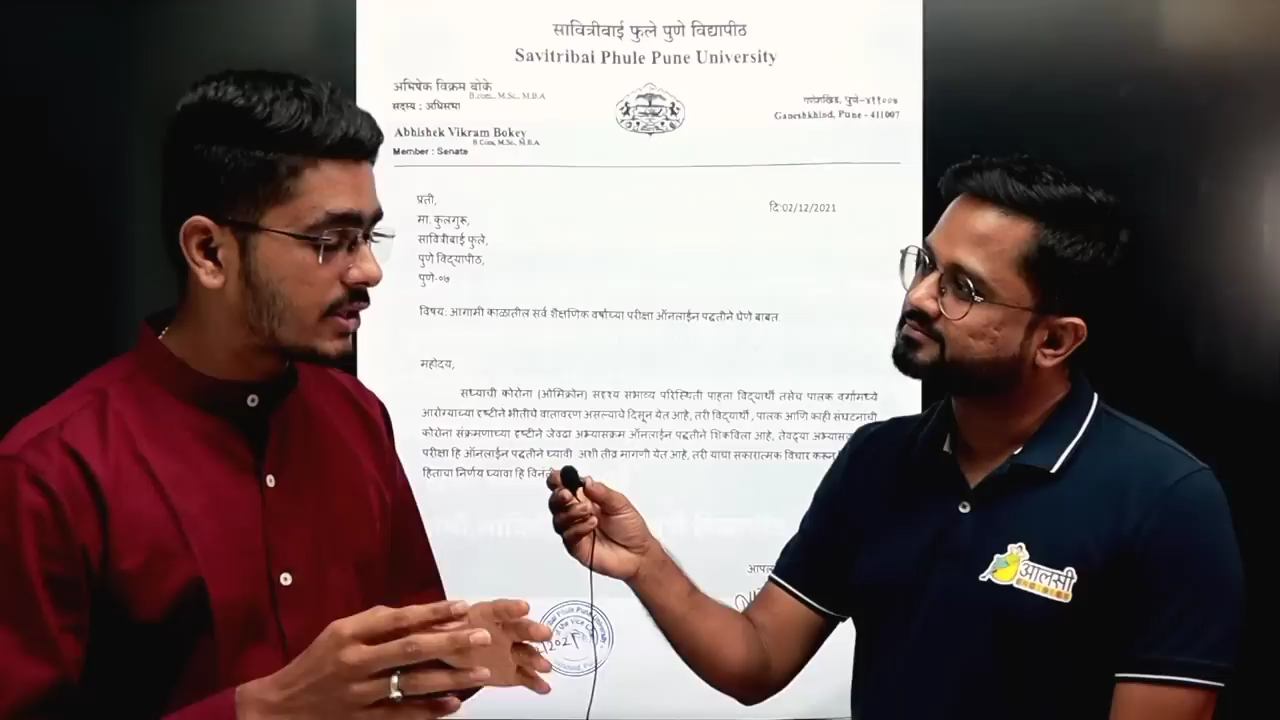 सावित्रीबाई फुले पुणे विद्यापीठ
Savitribai Phule Pune University
अभिषेक विक्रम बोके
B.com., M.Sc., M.B.A
सदस्य : अधिसभा
Abhishek Vikram Bokey
B.Com, M.Sc., M.B.A.
Member : Senate
गणेशखिंड, पुणे-४११००७
Ganeshkhind, Pune - 411007
प्रती,
दि:02/12/2021
मा. कुलगुरू,
सावित्रीबाई फुले,
पुणे विद्यापीठ,
पुणे-०७
विषय: आगामी काळातील सर्व शैक्षणिक वर्षाच्या परीक्षा ऑनलाईन पद्धतीने घेणे बाबत.
महोदय,
सध्याची कोरोना (ओमिक्रोन) सदृश्य संभाव्य परिस्थिती पाहता विद्यार्थी तसेच पालक वर्गामध्ये
आरोग्याच्या दृष्टीने भीतीचे वातावरण असल्याचे दिसून येत आहे, तरी विद्यार्थी, पालक आणि काही संघटनाची
कोरोना संक्रमणाच्या दृष्टीने जेवढा अभ्यासक्रम ऑनलाईन पद्धतीने शिकविला आहे, तेवढ्या
परीक्षा हि ऑनलाईन पद्धतीने घ्यावी अशी तीव्र मागणी येत आहे, तरी याचा सकारात्मक विचार करून
हिताचा निर्णय घ्यावा हि
आलसी